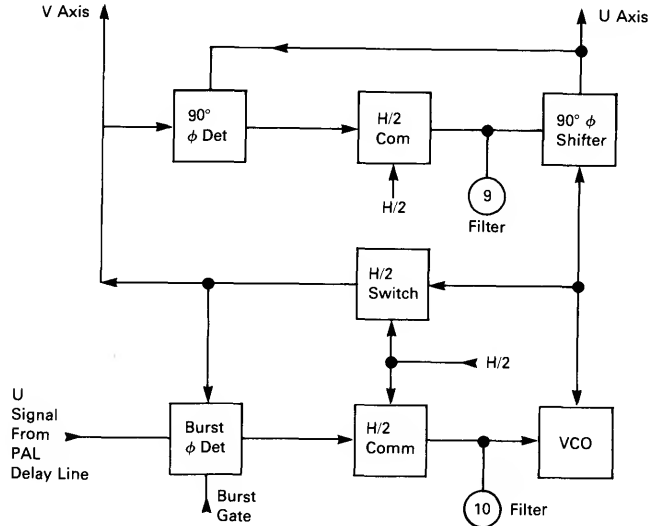 V Axis
U Axis
90°
ϕ Det
H/2
Com
90° ϕ
Shifter
H/2
9
Filter
H/2
Switch
H/2
U
Signal
From
PAL
Delay Line
Burst
ϕ Det
H/2
Comm
VCO
Burst
Gate
10
Filter